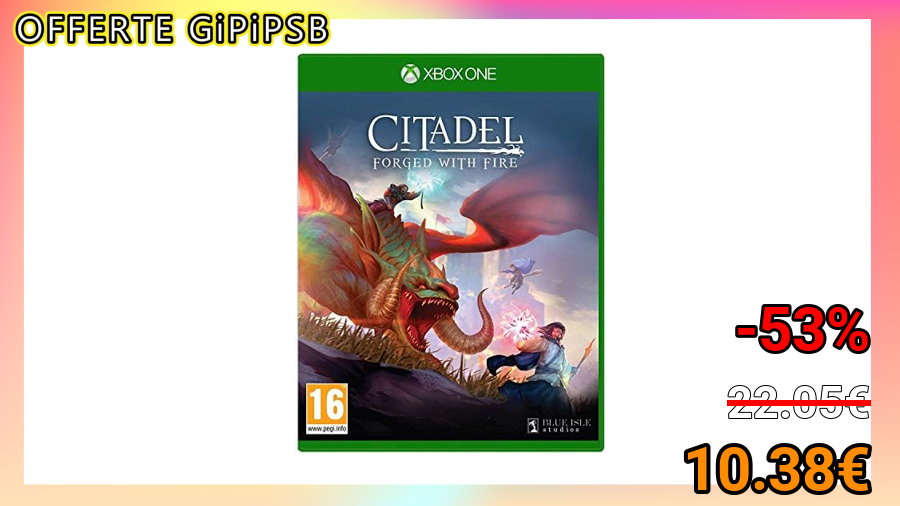 OFFERTE GiPiPSB
XBOX ONE
CITADEL
FORGED WITH FIRE
-53%
22.05€
16
www.pegi.info
BLUE ISLE
studios
10.38€